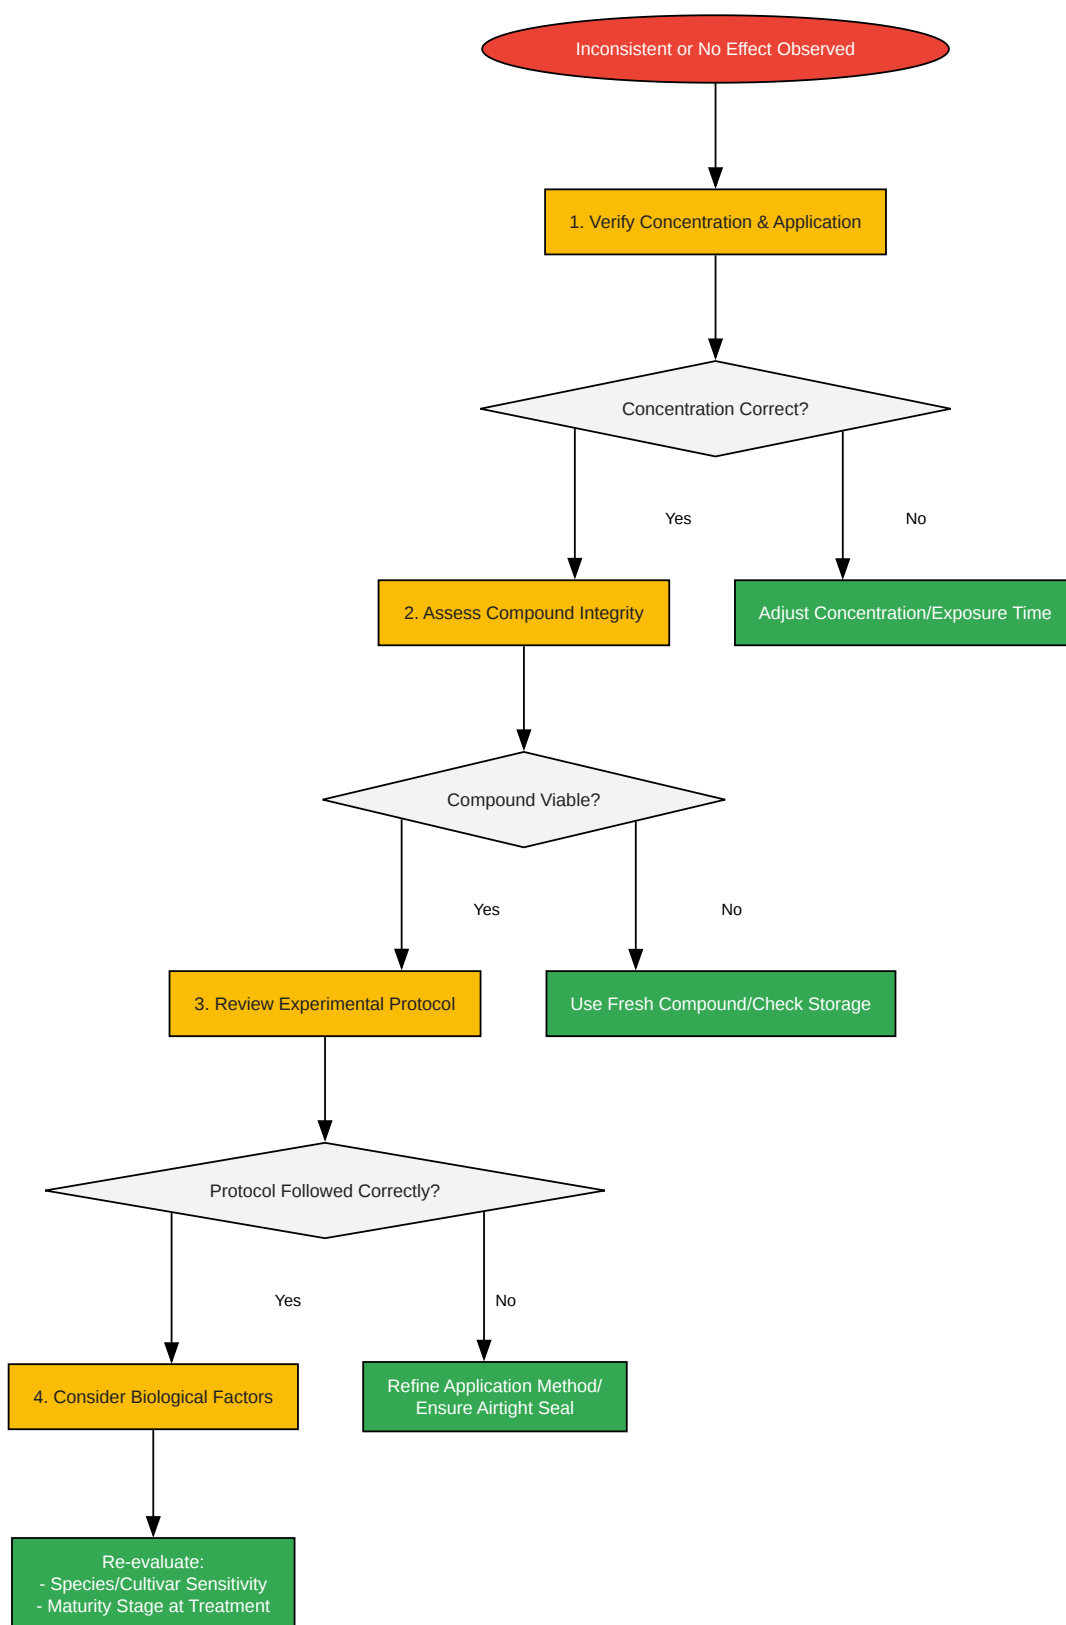 Inconsistent or No Effect Observed
1. Verify Concentration & Application
Concentration Correct?
Yes
No
2. Assess Compound Integrity
Adjust Concentration/Exposure Time
Compound Viable?
Yes
No
3. Review Experimental Protocol
Use Fresh Compound/Check Storage
Protocol Followed Correctly?
Yes
No
4. Consider Biological Factors
Refine Application Method/
Ensure Airtight Seal
Re-evaluate:
- Species/Cultivar Sensitivity
- Maturity Stage at Treatment